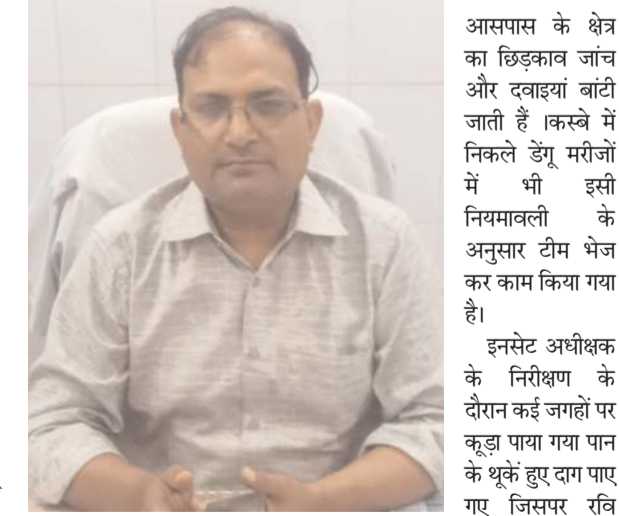 आसपास के क्षेत्र
का छिड़काव जांच
और दवाइयां बांटी
जाती हैं ।कस्बे में
निकले डेंगू मरीजों
में भी इसी
नियमावली के
अनुसार टीम भेज
कर काम किया गया
है।
इनसेट अधीक्षक
के निरीक्षण के
दौरान कई जगहों पर
कूड़ा पाया गया पान
के थूकें हुए दाग पाए
गए जिसपर रवि